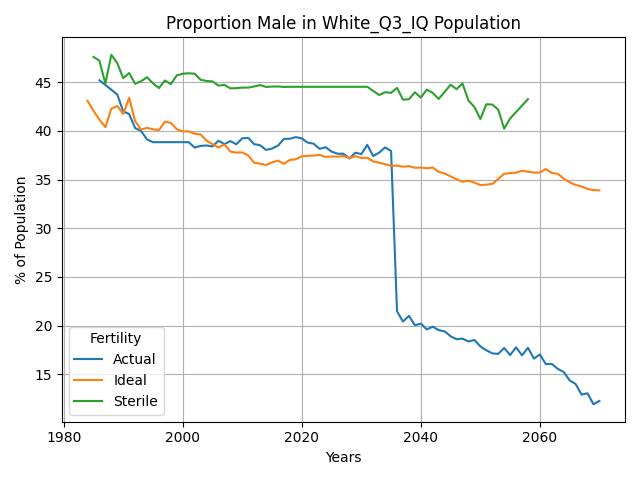 Proportion Male in White_Q3_IQ Population
% of Population
45
40
35
30
25
20
15
Fertility
Actual
Ideal
Sterile
1980
2000
2020
2040
2060
Years